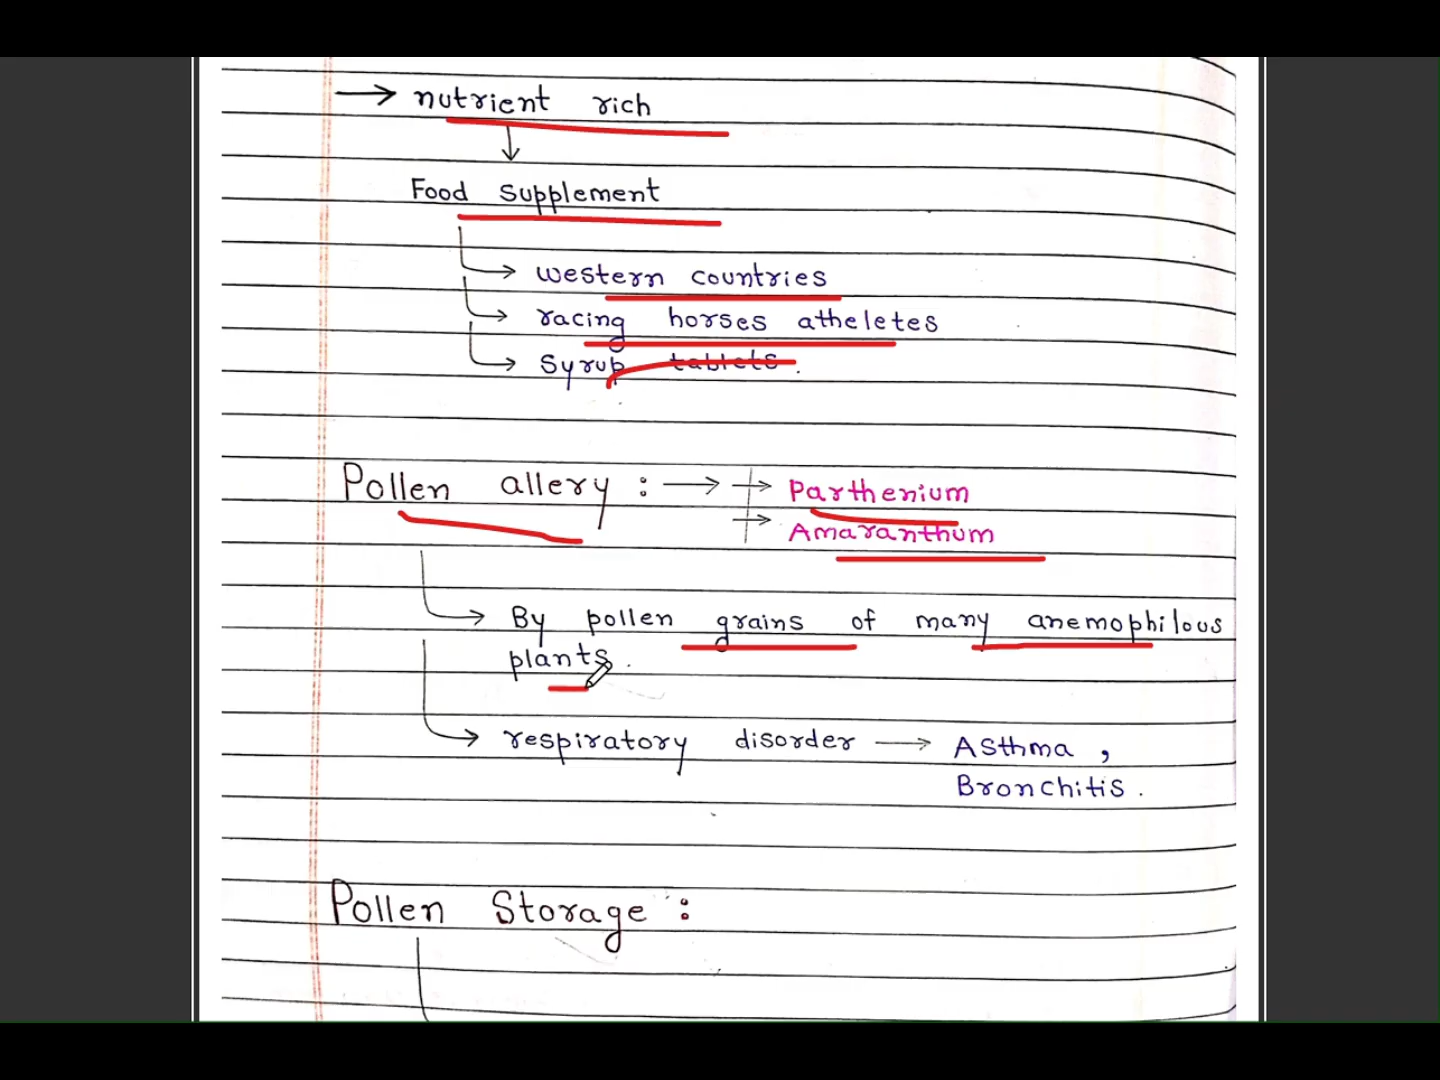 → nutrient rich
↓
Food supplement
→ western countries
→ racing horses atheletes
→ Syrup tablets.
Pollen allery : → → Parthenium
→ Amaranthum
→ By pollen grains of many anemophilous
plants.
→ respiratory disorder → Asthma ,
Bronchitis.
Pollen Storage :